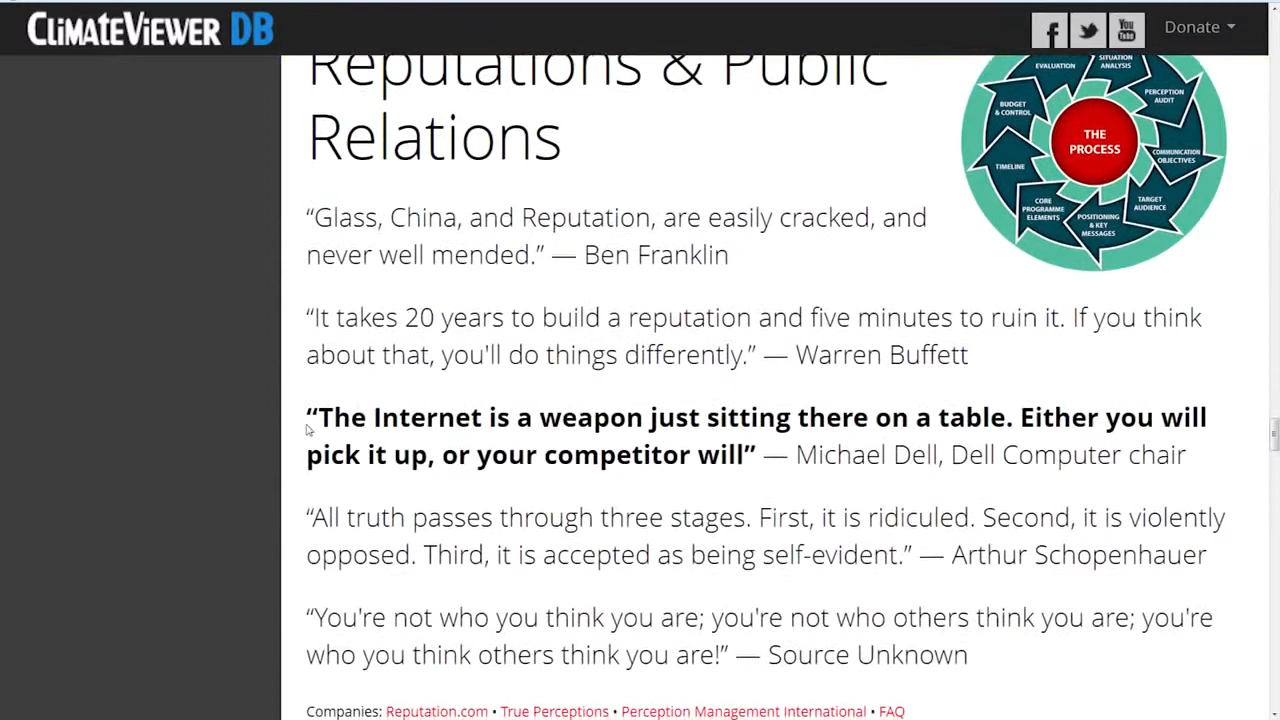 CLIMATEVIEWER DB
Donate
Reputations & Public
Relations
EVALUATION
SITUATION
ANALYSIS
PERCEPTION
AUDIT
COMMUNICATION
OBJECTIVES
TARGET
AUDIENCE
POSITIONING
& KEY
MESSAGES
CORE
PROGRAMME
ELEMENTS
TIMELINE
BUDGET
& CONTROL
THE
PROCESS
“Glass, China, and Reputation, are easily cracked, and
never well mended.” — Ben Franklin
“It takes 20 years to build a reputation and five minutes to ruin it. If you think
about that, you'll do things differently.” — Warren Buffett
“The Internet is a weapon just sitting there on a table. Either you will
pick it up, or your competitor will” — Michael Dell, Dell Computer chair
“All truth passes through three stages. First, it is ridiculed. Second, it is violently
opposed. Third, it is accepted as being self-evident.” — Arthur Schopenhauer
“You're not who you think you are; you're not who others think you are; you're
who you think others think you are!” — Source Unknown
Companies: Reputation.com • True Perceptions • Perception Management International • FAQ